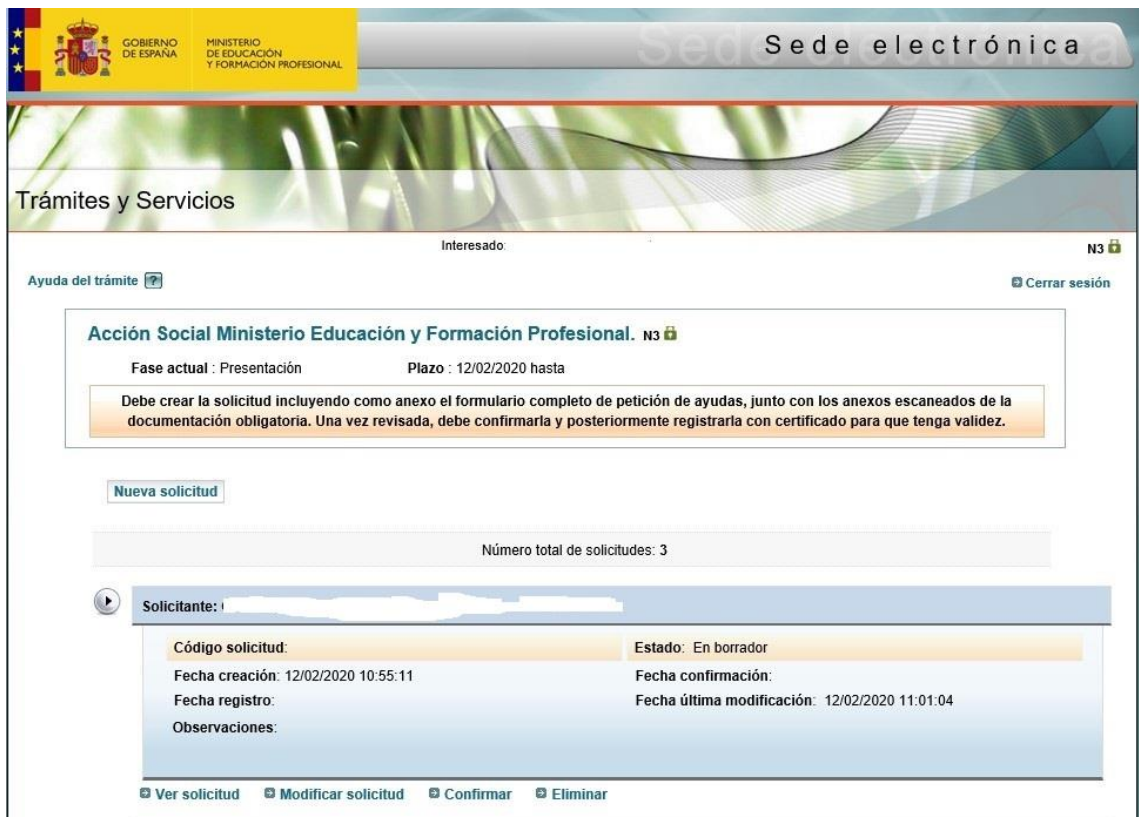 GOBIERNO DE ESPAÑA
MINISTERIO DE EDUCACIÓN Y FORMACIÓN PROFESIONAL
Sede electrónica
Trámites y Servicios
Interesado:
N3
Ayuda del trámite ?
Cerrar sesión
Acción Social Ministerio Educación y Formación Profesional. N3
Fase actual : Presentación Plazo : 12/02/2020 hasta
Debe crear la solicitud incluyendo como anexo el formulario completo de petición de ayudas, junto con los anexos escaneados de la
documentación obligatoria. Una vez revisada, debe confirmarla y posteriormente registrarla con certificado para que tenga validez.
Nueva solicitud
Número total de solicitudes: 3
Solicitante:
Código solicitud: Estado: En borrador
Fecha creación: 12/02/2020 10:55:11 Fecha confirmación:
Fecha registro: Fecha última modificación: 12/02/2020 11:01:04
Observaciones:
Ver solicitud Modificar solicitud Confirmar Eliminar